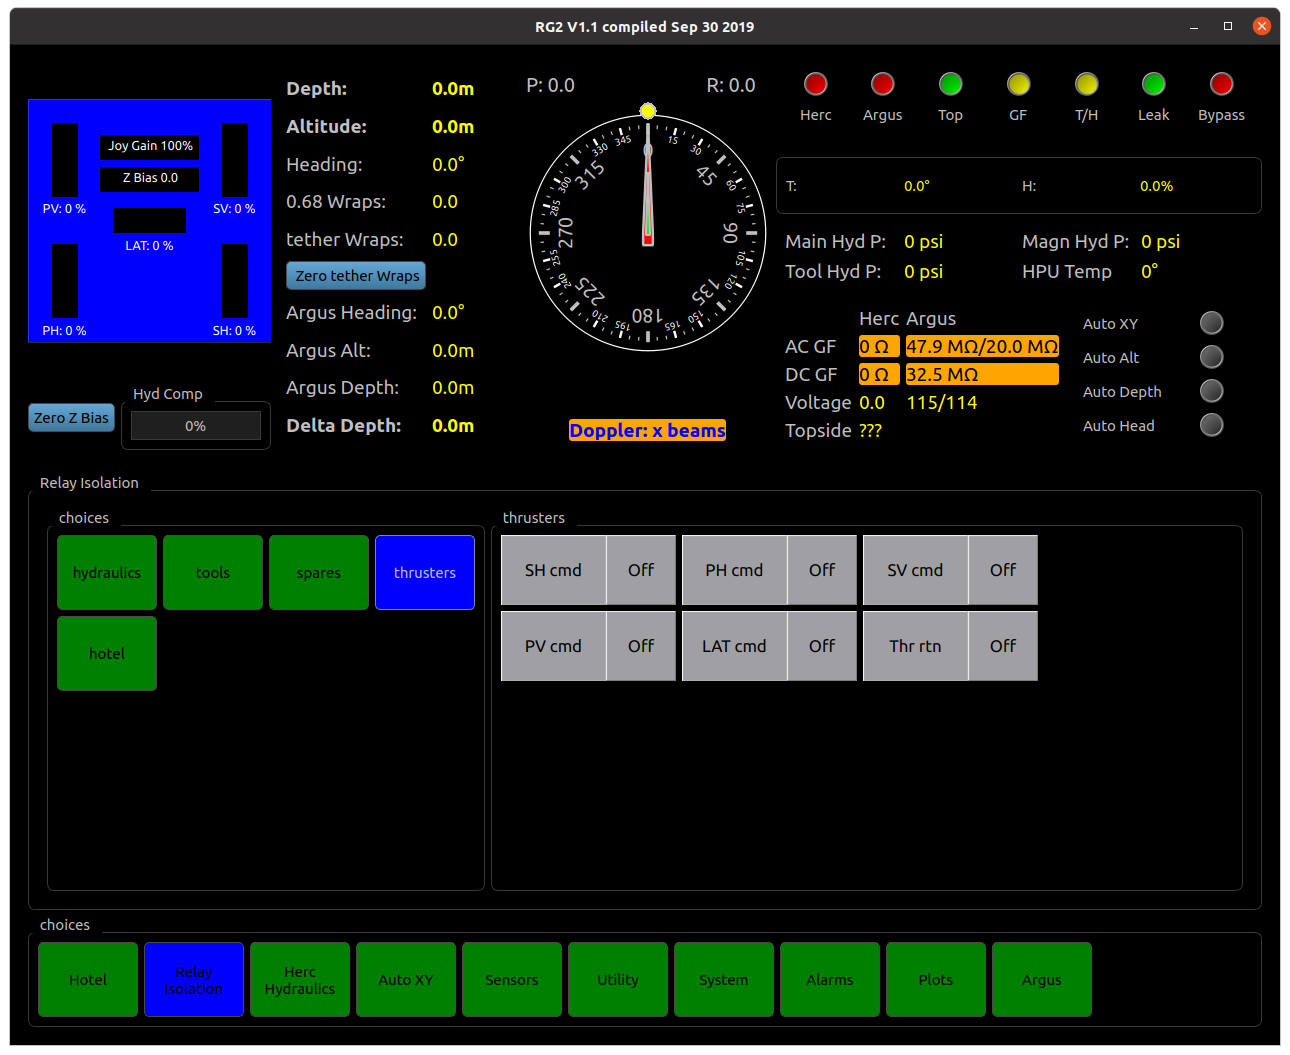 RG2 V1.1 compiled Sep 30 2019
Joy Gain 100%
Z Bias 0.0
PV: 0 %
SV: 0 %
LAT: 0 %
PH: 0 %
SH: 0 %
Zero Z Bias
Hyd Comp
0%
Depth: 0.0m
Altitude: 0.0m
Heading: 0.0°
0.68 Wraps: 0.0
tether Wraps: 0.0
Zero tether Wraps
Argus Heading: 0.0°
Argus Alt: 0.0m
Argus Depth: 0.0m
Delta Depth: 0.0m
P: 0.0 R: 0.0
0
15
30
45
60
75
90
105
120
135
150
165
180
195
210
225
240
255
270
285
300
315
330
345
Doppler: x beams
Herc Argus Top GF T/H Leak Bypass
T: 0.0° H: 0.0%
Main Hyd P: 0 psi Magn Hyd P: 0 psi
Tool Hyd P: 0 psi HPU Temp 0°
Herc Argus
AC GF 0 Ω 47.9 MΩ/20.0 MΩ
DC GF 0 Ω 32.5 MΩ
Voltage 0.0 115/114
Topside ???
Auto XY
Auto Alt
Auto Depth
Auto Head
Relay Isolation
choices
hydraulics tools spares thrusters
hotel
thrusters
SH cmd Off PH cmd Off SV cmd Off
PV cmd Off LAT cmd Off Thr rtn Off
choices
Hotel
Relay
Isolation
Herc
Hydraulics
Auto XY
Sensors
Utility
System
Alarms
Plots
Argus